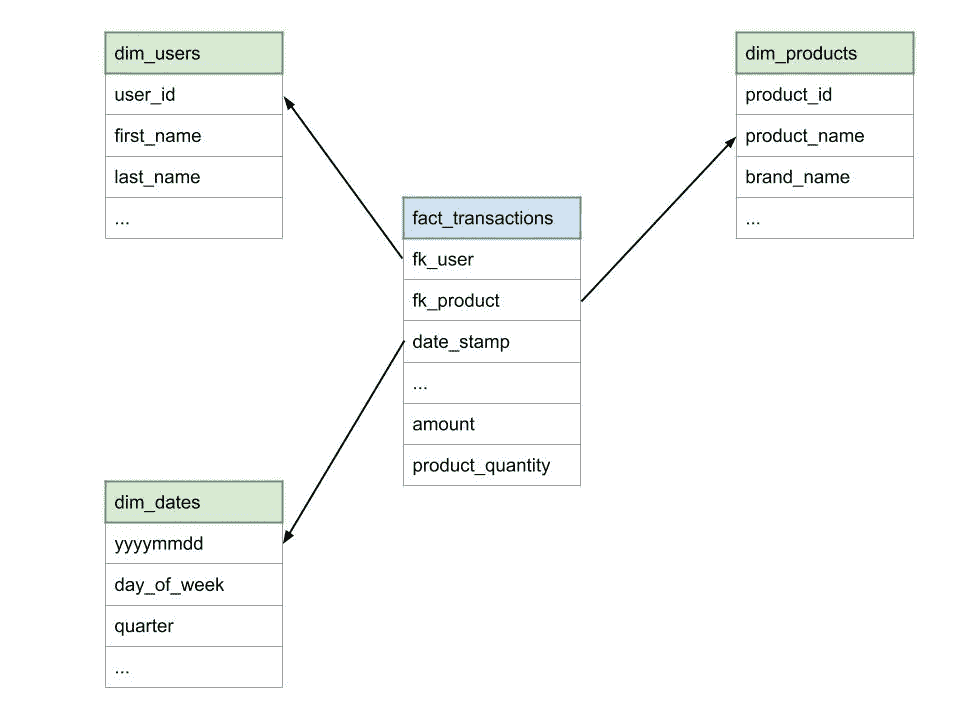 dim_users
user_id
first_name
last_name
...
dim_products
product_id
product_name
brand_name
...
fact_transactions
fk_user
fk_product
date_stamp
...
amount
product_quantity
dim_dates
yyyymmdd
day_of_week
quarter
...